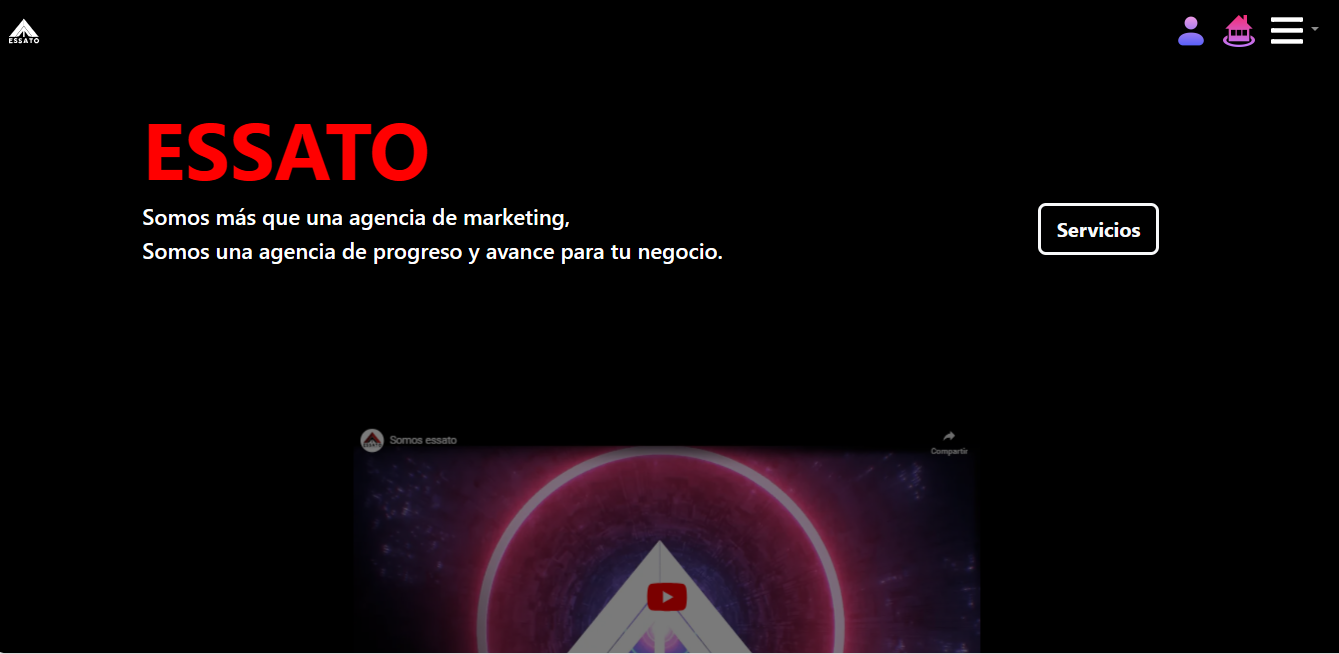 ESSATO
ESSATO
Somos más que una agencia de marketing,
Somos una agencia de progreso y avance para tu negocio.
Servicios
Somos essato
Compartir